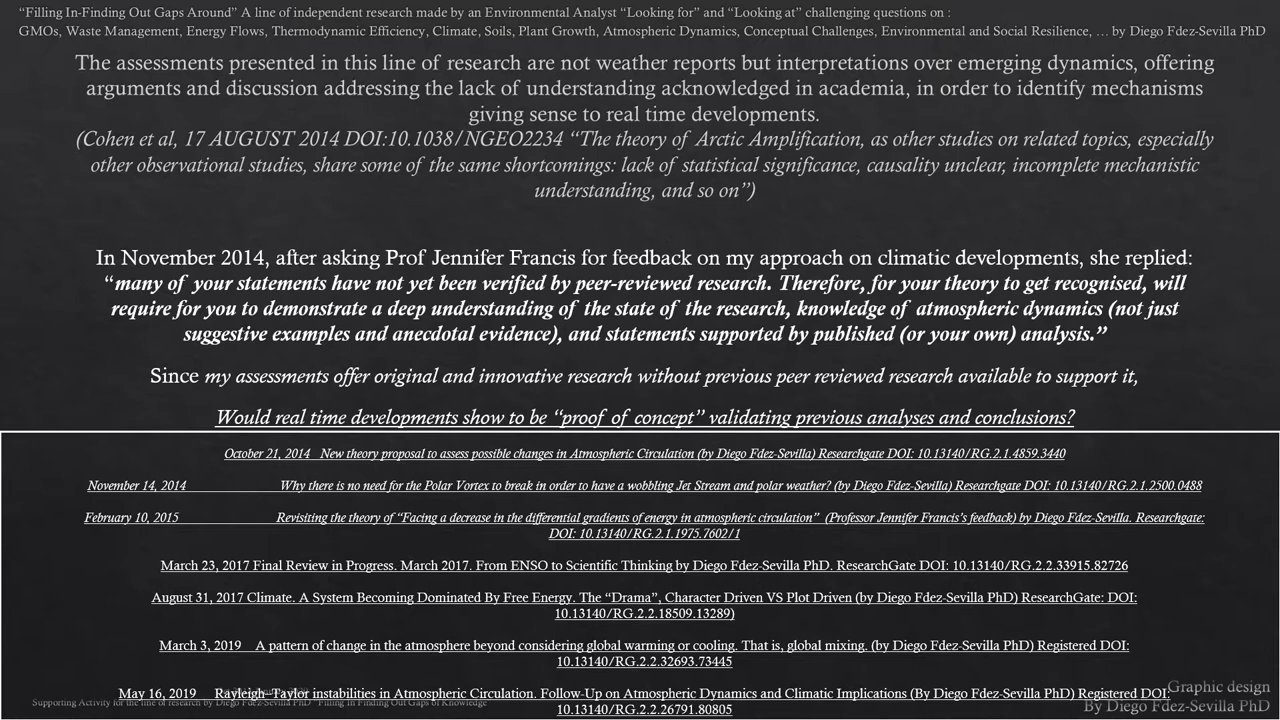 “Filling In-Finding Out Gaps Around” A line of independent research made by an Environmental Analyst “Looking for” and “Looking at” challenging questions on :
GMOs, Waste Management, Energy Flows, Thermodynamic Efficiency, Climate, Soils, Plant Growth, Atmospheric Dynamics, Conceptual Challenges, Environmental and Social Resilience, … by Diego Fdez-Sevilla PhD
The assessments presented in this line of research are not weather reports but interpretations over emerging dynamics, offering
arguments and discussion addressing the lack of understanding acknowledged in academia, in order to identify mechanisms
giving sense to real time developments.
(Cohen et al, 17 AUGUST 2014 DOI:10.1038/NGEO2234 “The theory of Arctic Amplification, as other studies on related topics, especially
other observational studies, share some of the same shortcomings: lack of statistical significance, causality unclear, incomplete mechanistic
understanding, and so on”)
In November 2014, after asking Prof Jennifer Francis for feedback on my approach on climatic developments, she replied:
“many of your statements have not yet been verified by peer-reviewed research. Therefore, for your theory to get recognised, will
require for you to demonstrate a deep understanding of the state of the research, knowledge of atmospheric dynamics (not just
suggestive examples and anecdotal evidence), and statements supported by published (or your own) analysis.”
Since my assessments offer original and innovative research without previous peer reviewed research available to support it,
Would real time developments show to be “proof of concept” validating previous analyses and conclusions?
October 21, 2014 New theory proposal to assess possible changes in Atmospheric Circulation (by Diego Fdez-Sevilla) Researchgate DOI: 10.13140/RG.2.1.4859.3440
November 14, 2014 Why there is no need for the Polar Vortex to break in order to have a wobbling Jet Stream and polar weather? (by Diego Fdez-Sevilla) Researchgate DOI: 10.13140/RG.2.1.2500.0488
February 10, 2015 Revisiting the theory of “Facing a decrease in the differential gradients of energy in atmospheric circulation” (Professor Jennifer Francis’s feedback) by Diego Fdez-Sevilla. Researchgate:
DOI: 10.13140/RG.2.1.1975.7602/1
March 23, 2017 Final Review in Progress. March 2017. From ENSO to Scientific Thinking by Diego Fdez-Sevilla PhD. ResearchGate DOI: 10.13140/RG.2.2.33915.82726
August 31, 2017 Climate. A System Becoming Dominated By Free Energy. The “Drama”, Character Driven VS Plot Driven (by Diego Fdez-Sevilla PhD) ResearchGate: DOI:
10.13140/RG.2.2.18509.13289)
March 3, 2019 A pattern of change in the atmosphere beyond considering global warming or cooling. That is, global mixing. (by Diego Fdez-Sevilla PhD) Registered DOI:
10.13140/RG.2.2.32693.73445
May 16, 2019 Rayleigh-Taylor instabilities in Atmospheric Circulation. Follow-Up on Atmospheric Dynamics and Climatic Implications (By Diego Fdez-Sevilla PhD) Registered DOI:
10.13140/RG.2.2.26791.80805
Supporting Activity for the line of research by Diego Fdez-Sevilla PhD “Filling In Finding Out Gaps of Knowledge”
Graphic design
By Diego Fdez-Sevilla PhD